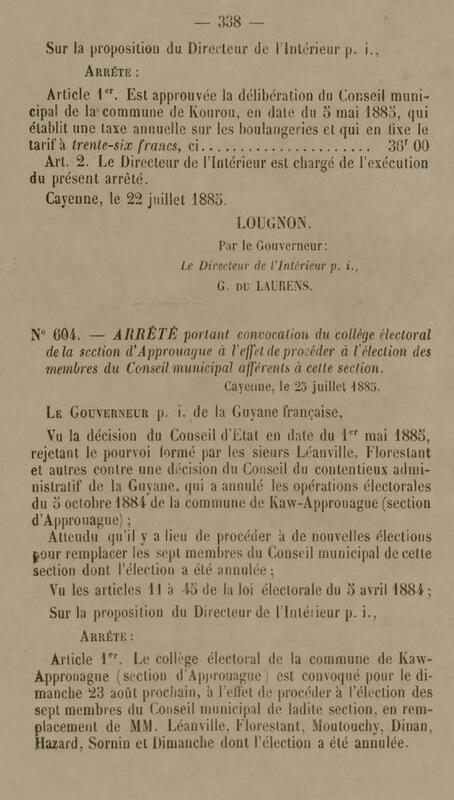 — 338 —
Sur la proposition du Directeur de l'Intérieur p. i.,
ARRÊTE :
Article 1er. Est approuvée la délibération du Conseil muni-
cipal de la commune de Kourou, en date du 5 mai 1885, qui
établit une taxe annuelle sur les boulangeries et qui en fixe le
tarif à trente-six francs, ci....................... 36f 00
Art. 2. Le Directeur de l'Intérieur est chargé de l'exécution
du présent arrêté.
Cayenne, le 22 juillet 1885.
LOUGNON.
Par le Gouverneur :
Le Directeur de l'Intérieur p. i.,
G. DU LAURENS.
N° 604. — ARRÊTÉ portant convocation du collège électoral
de la section d'Approuague à l'effet de procéder à l'élection des
membres du Conseil municipal afférents à cette section.
Cayenne, le 25 juillet 1885.
LE GOUVERNEUR p. i. de la Guyane française,
Vu la décision du Conseil d'Etat en date du 1er mai 1885,
rejetant le pourvoi formé par les sieurs Léanville, Florestant
et autres contre une décision du Conseil du contentieux admi-
nistratif de la Guyane, qui a annulé les opérations électorales
du 5 octobre 1884 de la commune de Kaw-Approuague (section
d'Approuague) ;
Attendu qu'il y a lieu de procéder à de nouvelles élections
pour remplacer les sept membres du Conseil municipal de cette
section dont l'élection a été annulée ;
Vu les articles 11 à 45 de la loi électorale du 5 avril 1884 ;
Sur la proposition du Directeur de l'Intérieur p. i.,
ARRÊTE :
Article 1er. Le collège électoral de la commune de Kaw-
Approuague (section d'Approuague) est convoqué pour le di-
manche 23 août prochain, à l'effet de procéder à l'élection des
sept membres du Conseil municipal de ladite section, en rem-
placement de MM. Léanville, Florestant, Moutouchy, Dinan,
Hazard, Sornin et Dimanche dont l'élection a été annulée.